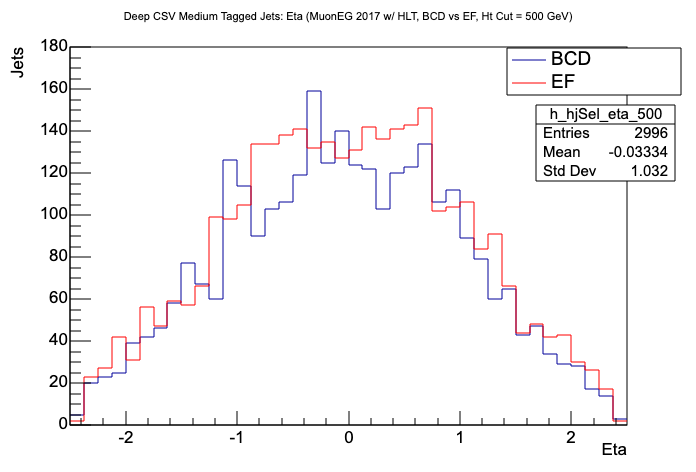 Deep CSV Medium Tagged Jets: Eta (MuonEG 2017 w/ HLT, BCD vs EF, Ht Cut = 500 GeV)
Jets
180
160
140
120
100
80
60
40
20
0
BCD
EF
h_hjSel_eta_500
Entries 2996
Mean -0.03334
Std Dev 1.032
-2 -1 0 1 2
Eta